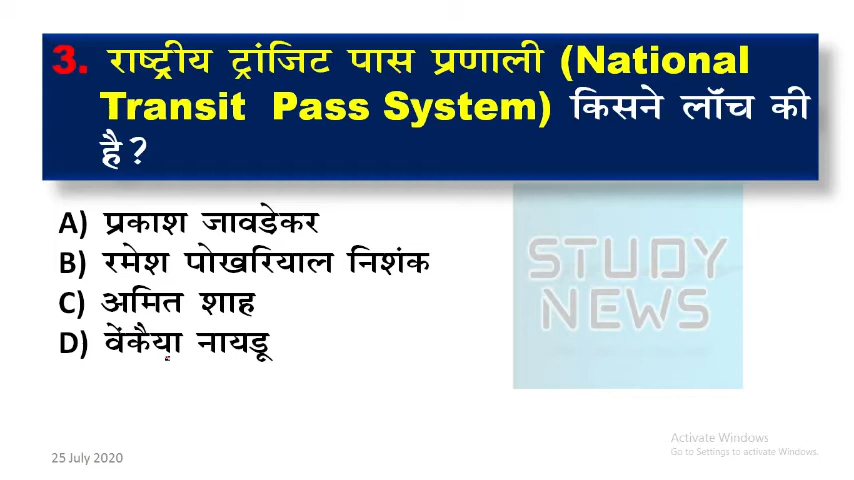 3. राष्ट्रीय ट्रांजिट पास प्रणाली (National
Transit Pass System) किसने लॉच की
है?
A) प्रकाश जावड़ेकर
B) रमेश पोखरियाल निशंक
C) अमित शाह
D) वेंकैया नायडू
STUDY
NEWS
Activate Windows
Go to Settings to activate Windows.
25 July 2020